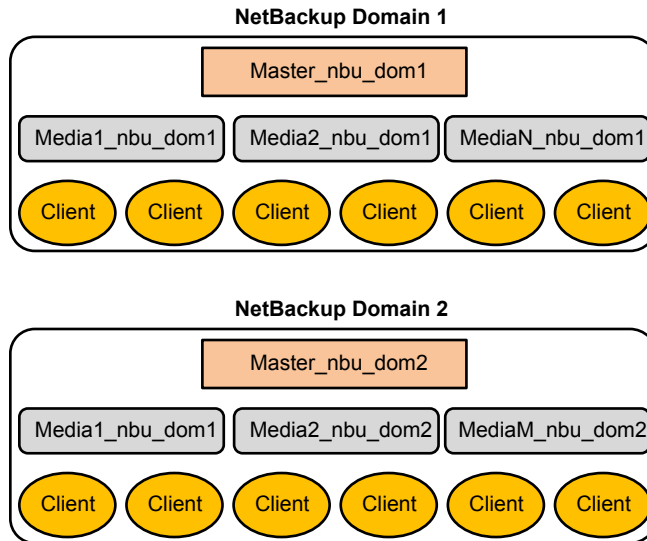 NetBackup Domain 1
Master_nbu_dom1
Media1_nbu_dom1 Media2_nbu_dom1 MediaN_nbu_dom1
Client Client Client Client Client Client
NetBackup Domain 2
Master_nbu_dom2
Media1_nbu_dom1 Media2_nbu_dom2 MediaM_nbu_dom2
Client Client Client Client Client Client